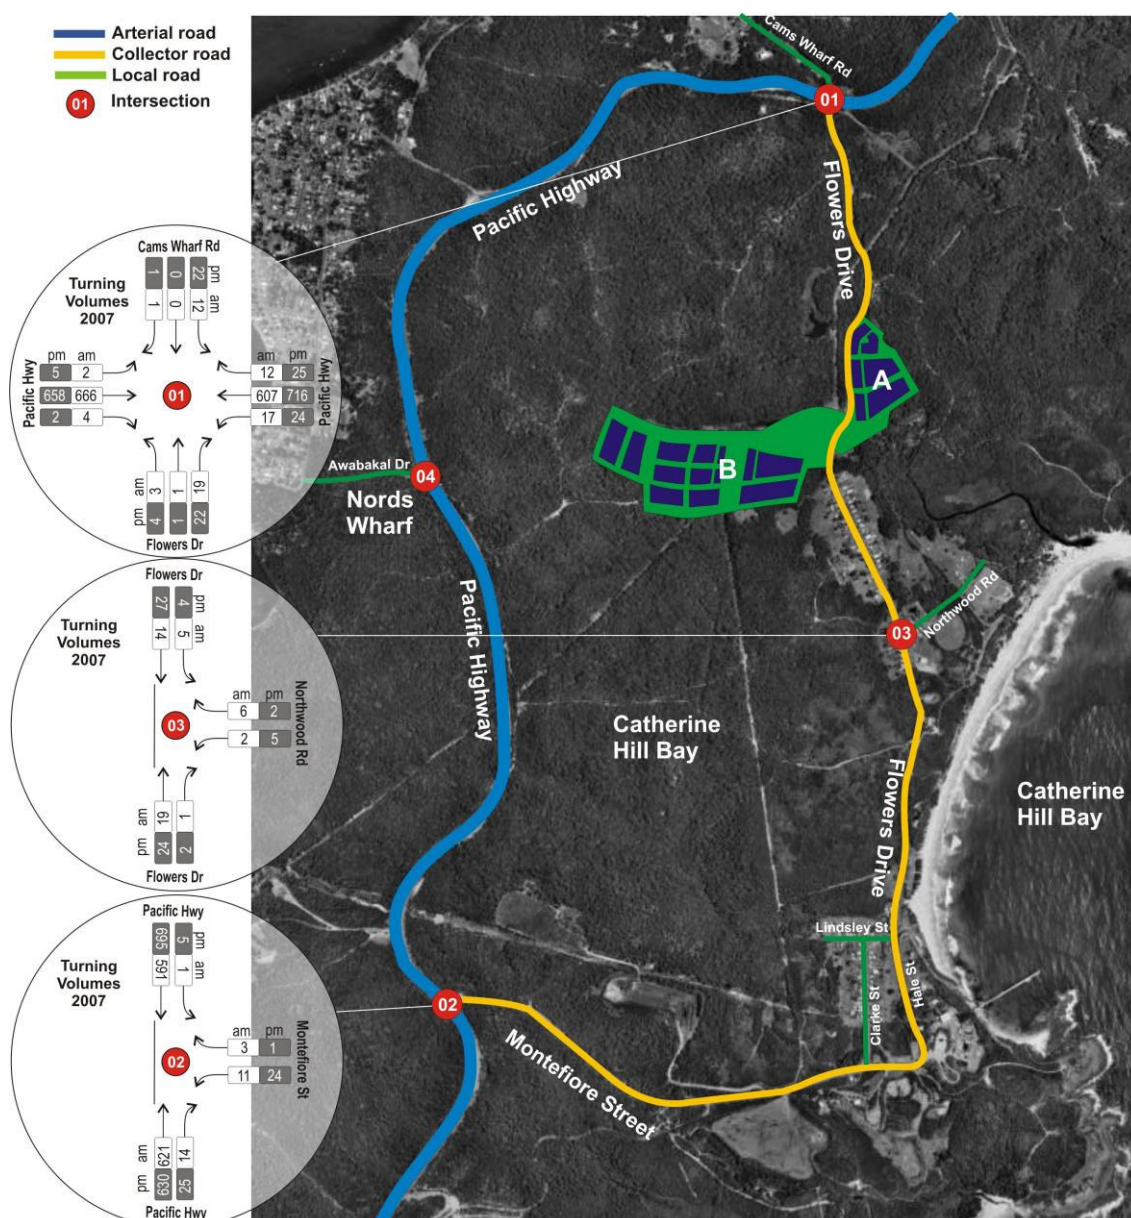 Arterial road
Collector road
Local road
01 Intersection
Cams Wharf Rd
01
Pacific Highway
Flowers Drive
A
B
Awabakal Dr
04
Nords
Wharf
Pacific Highway
Northwood Rd
03
Catherine
Hill Bay
Flowers Drive
Catherine
Hill Bay
Lindsley St
Hale St
Clarke St
02
Montefiore Street
Cams Wharf Rd
Turning
Volumes
2007
1 0 22 pm
1 0 12 am
Pacific Hwy
pm am
5 2
658 666
2 4
01
am pm
12 25
607 716
17 24
Pacific Hwy
am 3 1 19
pm 4 1 22
Flowers Dr
Flowers Dr
Turning
Volumes
2007
27 4 pm
14 5 am
03
am pm
6 2
2 5
Northwood Rd
am 19 1
pm 24 2
Flowers Dr
Pacific Hwy
Turning
Volumes
2007
695 5 pm
591 1 am
02
am pm
3 1
11 24
Montefiore St
am 621 14
pm 630 25
Pacific Hwy